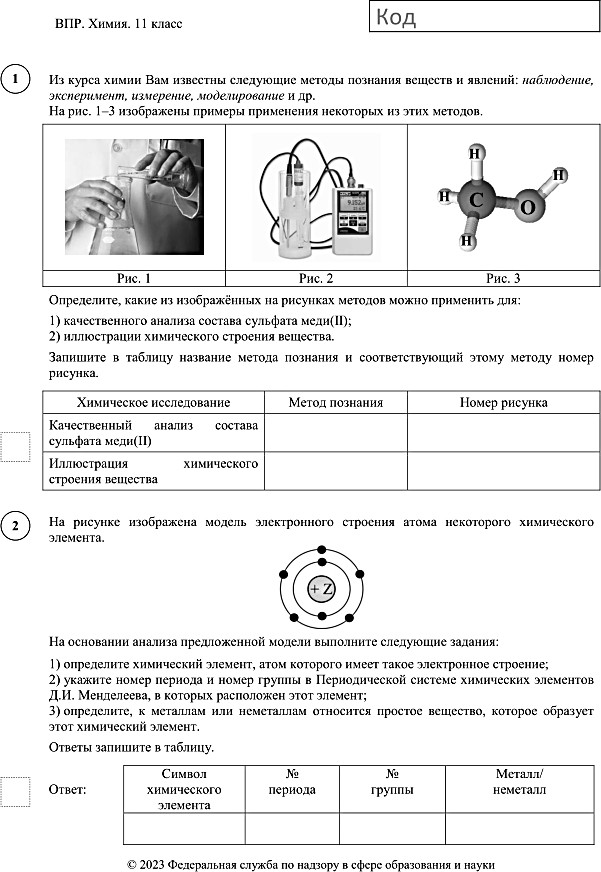 ВПР. Химия. 11 класс
Код
1
Из курса химии Вам известны следующие методы познания веществ и явлений: наблюдение,
эксперимент, измерение, моделирование и др.
На рис. 1–3 изображены примеры применения некоторых из этих методов.
H
H
C
H
O
H
Рис. 1
Рис. 2
Рис. 3
Определите, какие из изображённых на рисунках методов можно применить для:
1) качественного анализа состава сульфата меди(II);
2) иллюстрации химического строения вещества.
Запишите в таблицу название метода познания и соответствующий этому методу номер
рисунка.
Химическое исследование
Метод познания
Номер рисунка
Качественный анализ состава
сульфата меди(II)
Иллюстрация химического
строения вещества
2
На рисунке изображена модель электронного строения атома некоторого химического
элемента.
+ Z
На основании анализа предложенной модели выполните следующие задания:
1) определите химический элемент, атом которого имеет такое электронное строение;
2) укажите номер периода и номер группы в Периодической системе химических элементов
Д.И. Менделеева, в которых расположен этот элемент;
3) определите, к металлам или неметаллам относится простое вещество, которое образует
этот химический элемент.
Ответы запишите в таблицу.
Ответ:
Символ
химического
элемента
№
периода
№
группы
Металл/
неметалл
© 2023 Федеральная служба по надзору в сфере образования и науки